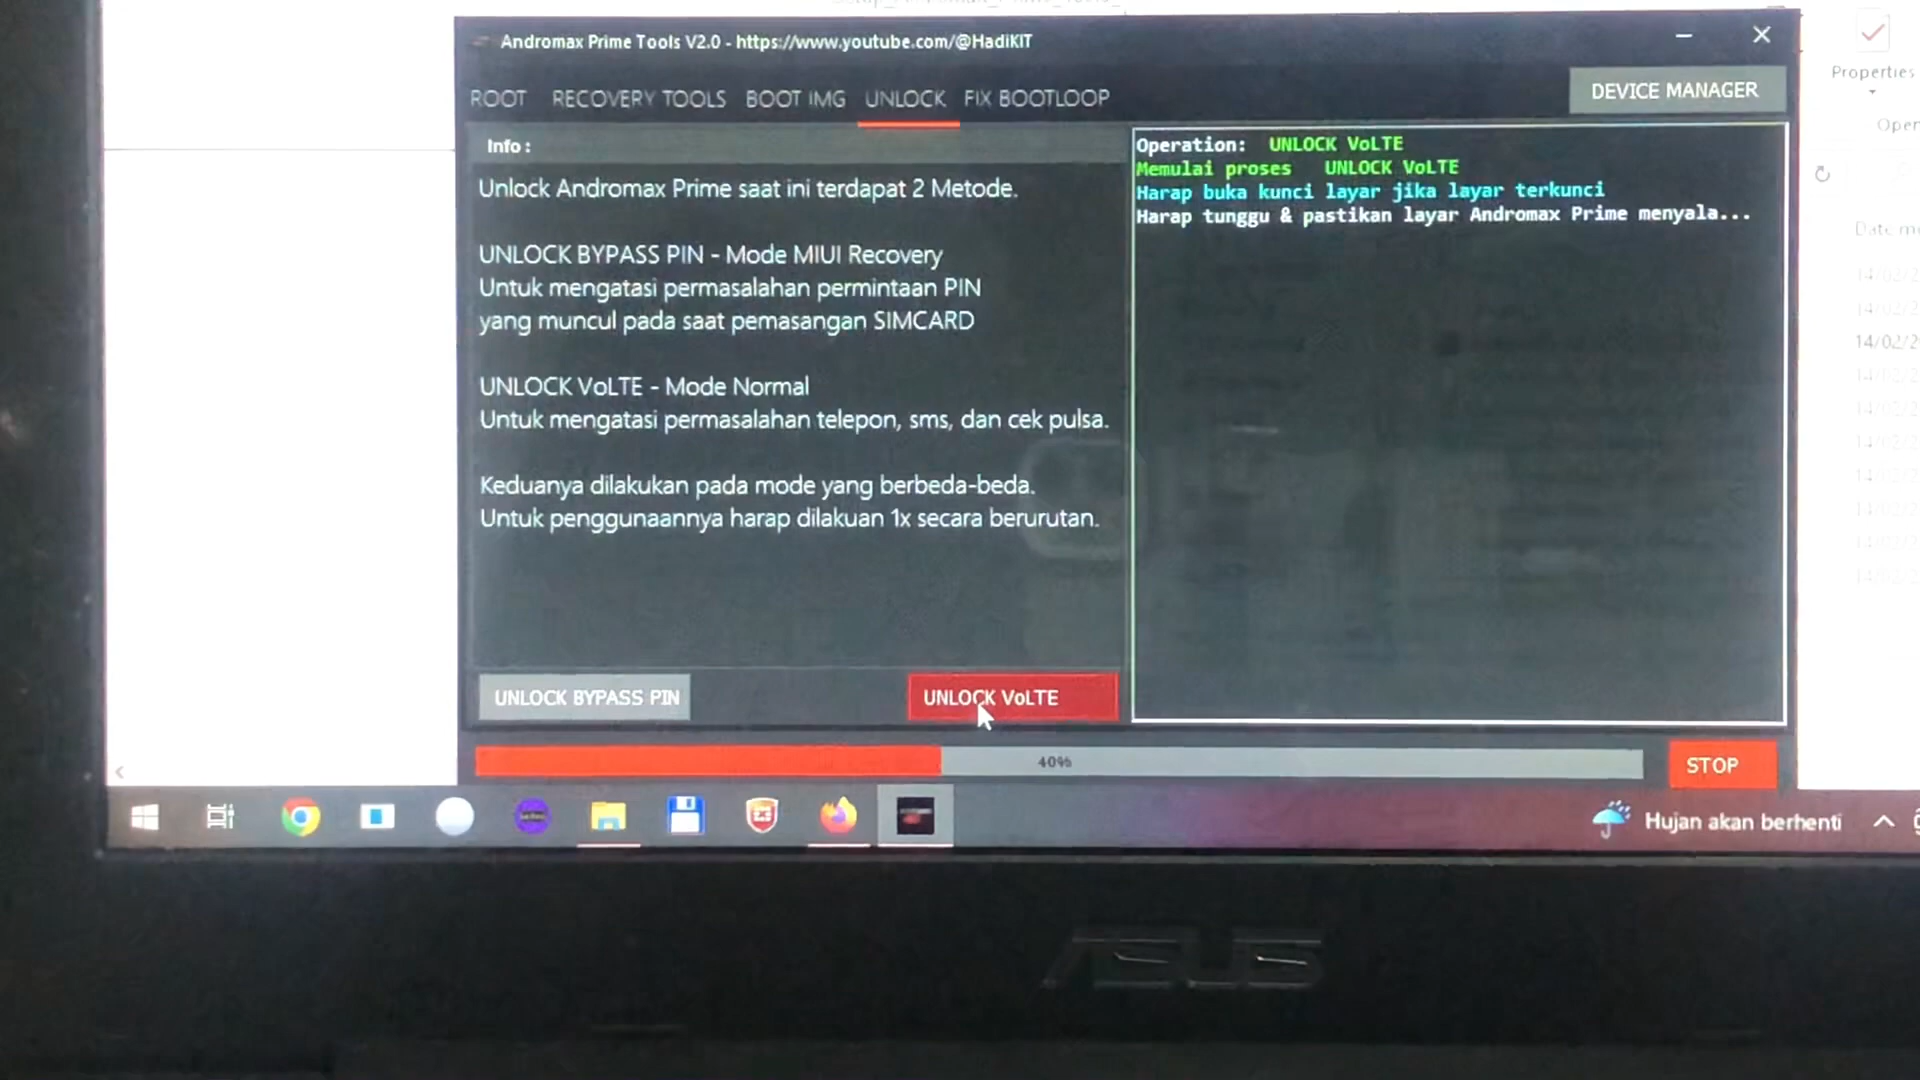 Andromax Prime Tools V2.0 - https://www.youtube.com/@HadiKIT
ROOT RECOVERY TOOLS BOOT IMG UNLOCK FIX BOOTLOOP
DEVICE MANAGER
Properties
Info :
Unlock Andromax Prime saat ini terdapat 2 Metode.
UNLOCK BYPASS PIN - Mode MIUI Recovery
Untuk mengatasi permasalahan permintaan PIN
yang muncul pada saat pemasangan SIMCARD
UNLOCK VoLTE - Mode Normal
Untuk mengatasi permasalahan telepon, sms, dan cek pulsa.
Keduanya dilakukan pada mode yang berbeda-beda.
Untuk penggunaannya harap dilakuan 1x secara berurutan.
UNLOCK BYPASS PIN
UNLOCK VoLTE
Operation: UNLOCK VoLTE
Memulai proses UNLOCK VoLTE
Harap buka kunci layar jika layar terkunci
Harap tunggu & pastikan layar Andromax Prime menyala...
40%
STOP
Hujan akan berhenti
ASUS